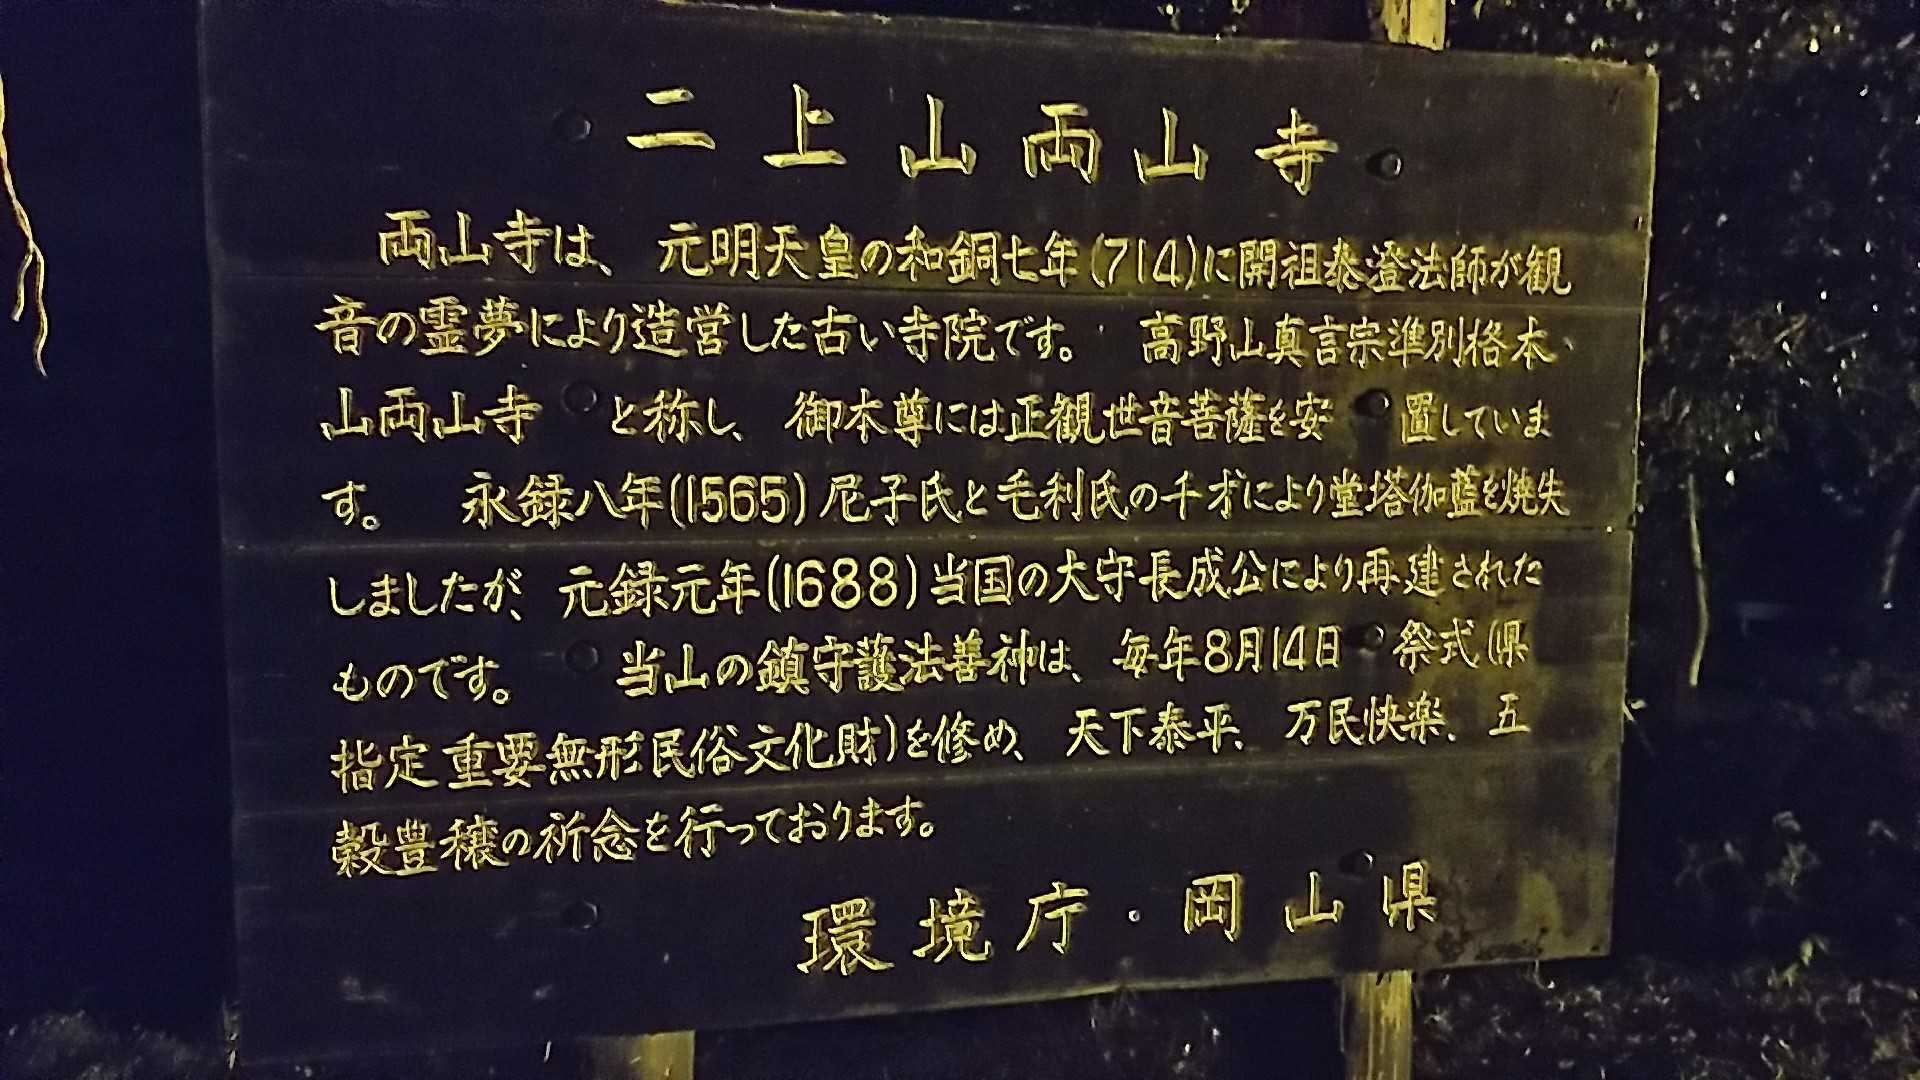 二上山両山寺
両山寺は、元明天皇の和銅七年(714)に開祖泰澄法師が観
音の霊夢により造営した古い寺院です。高野山真言宗準別格本
山両山寺と称し、御本尊には正観世音菩薩を安置していま
す。永録八年(1565)尼子氏と毛利氏の千才により堂塔伽藍を焼失
しましたが、元録元年(1688)当国の大守長成公により再建された
ものです。当山の鎮守護法善神は、毎年8月14日祭式(県
指定重要無形民俗文化財)を修め、天下泰平、万民快楽、五
穀豊穣の祈念を行っております。
環境庁・岡山県